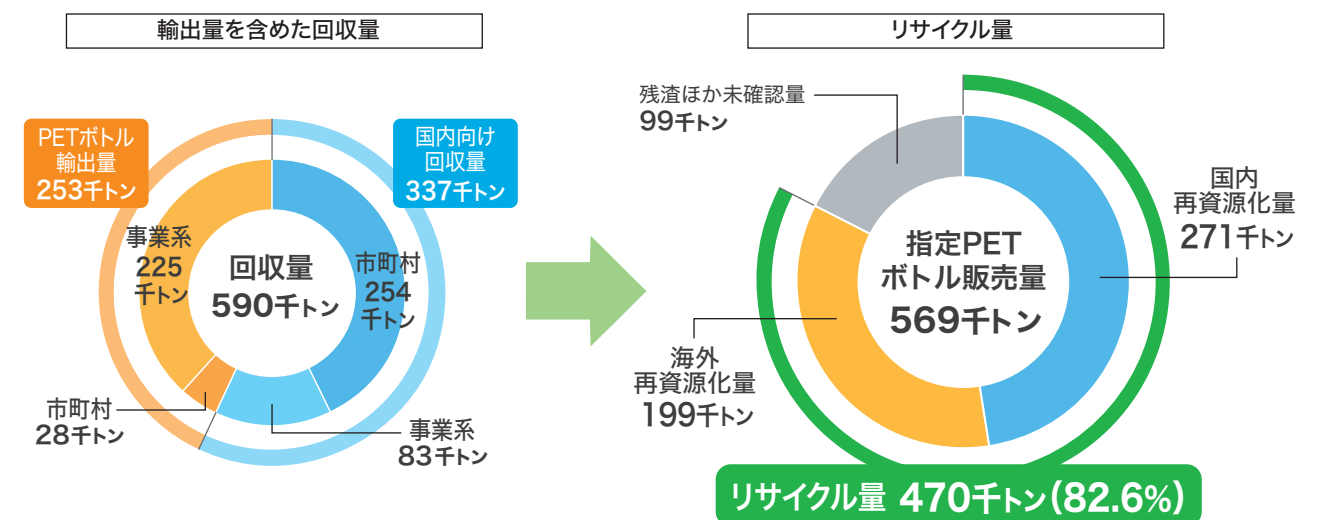 輸出量を含めた回収量
PETボトル
輸出量
253千トン
国内向け
回収量
337千トン
事業系
225
千トン
回収量
590千トン
市町村
254
千トン
市町村
28千トン
事業系
83千トン
リサイクル量
残渣ほか未確認量
99千トン
国内
再資源化量
271千トン
指定PET
ボトル販売量
569千トン
海外
再資源化量
199千トン
リサイクル量 470千トン(82.6%)